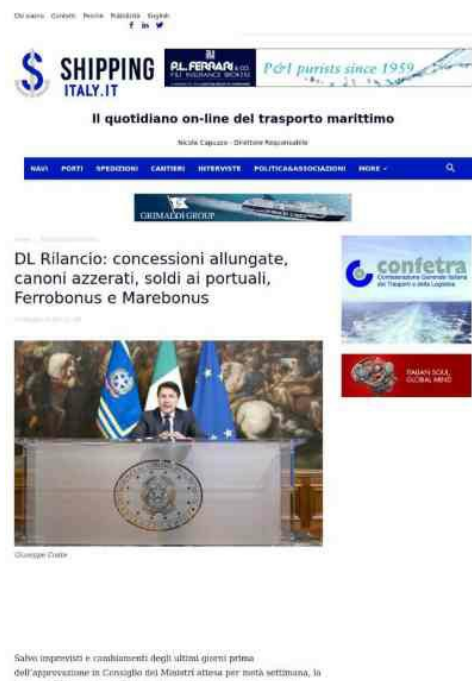 Chi siamo Contatti Perché Pubblicità English
SHIPPING
ITALY.IT
P.L. FERRARI & CO.
P&I INSURANCE BROKERS
P&I purists since 1959
Il quotidiano on-line del trasporto marittimo
Nicola Capuzzo - Direttore Responsabile
NAVI PORTI SPEDIZIONI CANTIERI INTERVISTE POLITICA&ASSOCIAZIONI MORE
GRIMALDI GROUP
DL Rilancio: concessioni allungate,
canoni azzerati, soldi ai portuali,
Ferrobonus e Marebonus
confetra
Confederazione Generale Italiana
dei Trasporti e della Logistica
ITALIAN SOUL,
GLOBAL MIND
Giuseppe Conte
Salvo imprevisti e cambiamenti degli ultimi giorni prima
dell'approvazione in Consiglio dei Ministri attesa per metà settimana, la